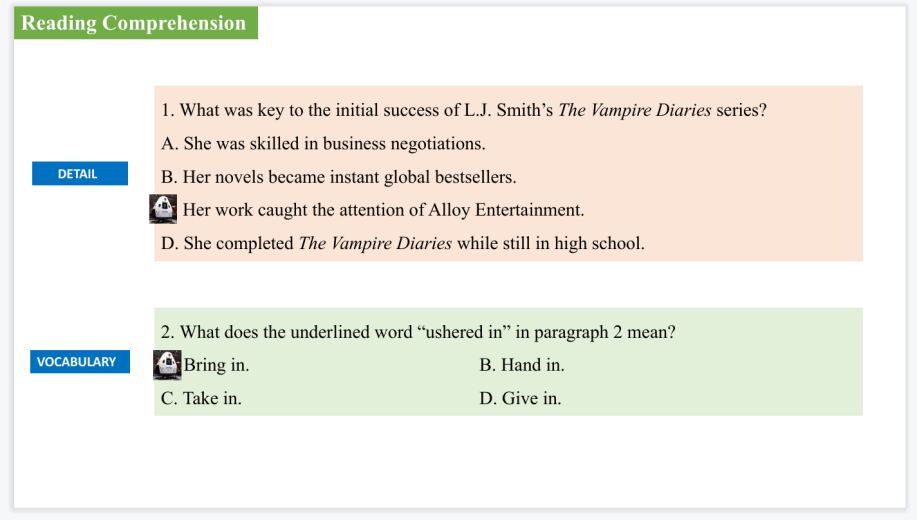 Reading Comprehension
1. What was key to the initial success of L.J. Smith’s The Vampire Diaries series?
A. She was skilled in business negotiations.
DETAIL
B. Her novels became instant global bestsellers.
Her work caught the attention of Alloy Entertainment.
D. She completed The Vampire Diaries while still in high school.
2. What does the underlined word “ushered in” in paragraph 2 mean?
VOCABULARY
Bring in.
B. Hand in.
C. Take in.
D. Give in.